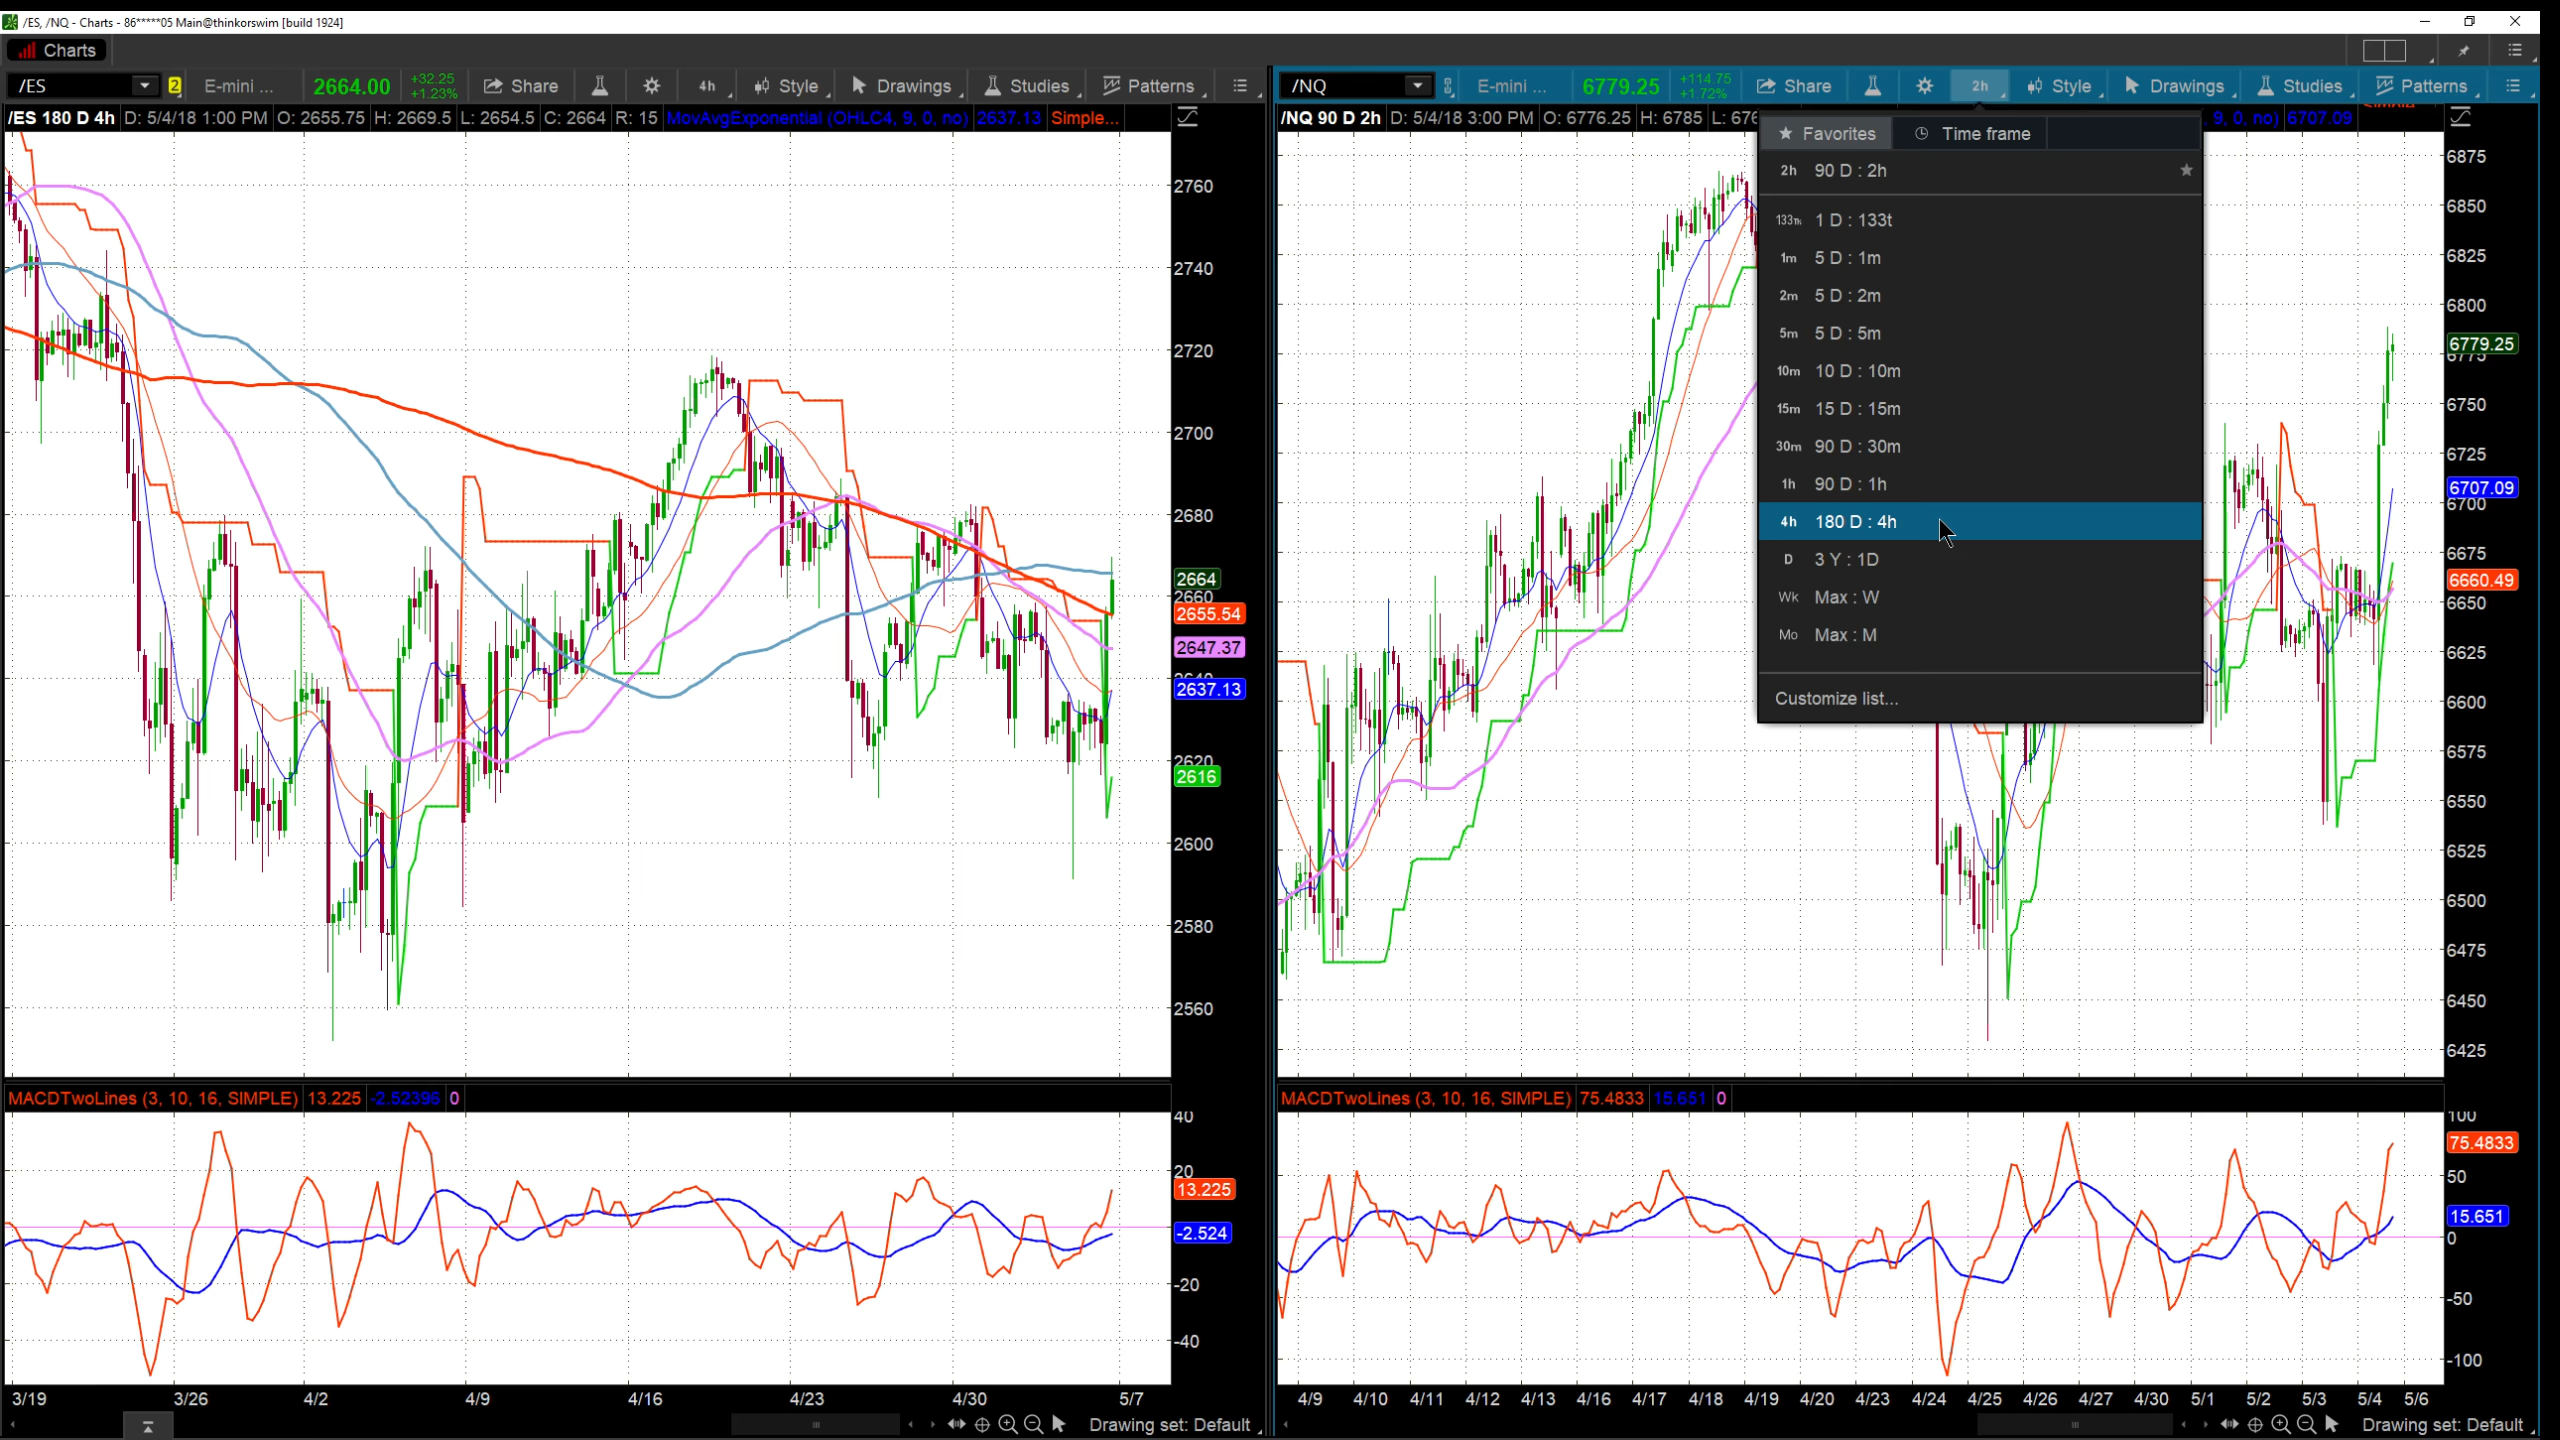 /ES, /NQ - Charts - 86*****05 Main@thinkorswim [build 1924]
Charts
/ES 2 E-mini ... 2664.00 +32.25 +1.23% Share 4h Style Drawings Studies Patterns
/ES 180 D 4h D: 5/4/18 1:00 PM O: 2655.75 H: 2669.5 L: 2654.5 C: 2664 R: 15 MovAvgExponential (OHLC4, 9, 0, no) 2637.13 Simple...
2760
2740
2720
2700
2680
2664
2660
2655.54
2647.37
2640
2637.13
2620
2616
2600
2580
2560
MACDTwoLines (3, 10, 16, SIMPLE) 13.225 -2.52396 0
40
20
13.225
-2.524
-20
-40
3/19 3/26 4/2 4/9 4/16 4/23 4/30 5/7
Drawing set: Default
/NQ E-mini ... 6779.25 +114.75 +1.72% Share 2h Style Drawings Studies Patterns
/NQ 90 D 2h D: 5/4/18 3:00 PM O: 6776.25 H: 6785 L: 676 , 9, 0, no) 6707.09
Favorites Time frame
2h 90 D : 2h
133Tk 1 D : 133t
1m 5 D : 1m
2m 5 D : 2m
5m 5 D : 5m
10m 10 D : 10m
15m 15 D : 15m
30m 90 D : 30m
1h 90 D : 1h
4h 180 D : 4h
D 3 Y : 1D
Wk Max : W
Mo Max : M
Customize list...
6875
6850
6825
6800
6779.25
6775
6750
6725
6707.09
6700
6675
6660.49
6650
6625
6600
6575
6550
6525
6500
6475
6450
6425
MACDTwoLines (3, 10, 16, SIMPLE) 75.4833 15.651 0
100
75.4833
50
15.651
0
-50
-100
4/9 4/10 4/11 4/12 4/13 4/16 4/17 4/18 4/19 4/20 4/23 4/24 4/25 4/26 4/27 4/30 5/1 5/2 5/3 5/4 5/6
Drawing set: Default